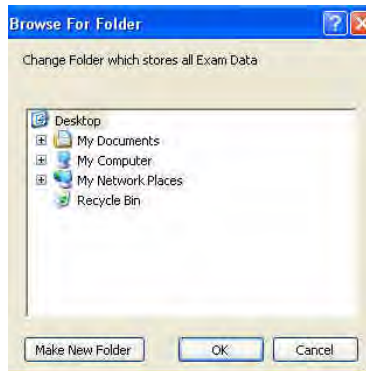 Browse For Folder
Change Folder which stores all Exam Data
Desktop
My Documents
My Computer
My Network Places
Recycle Bin
Make New Folder OK Cancel